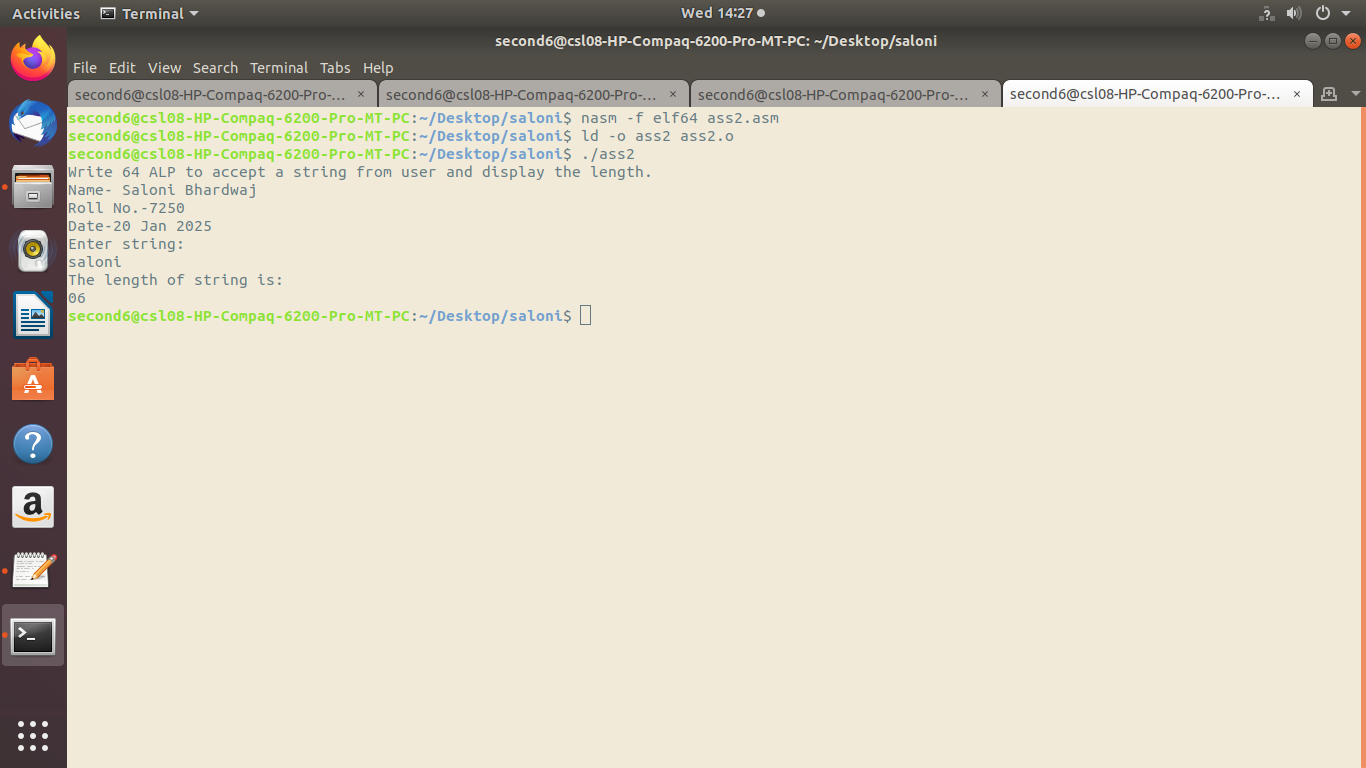 Activities Terminal Wed 14:27
second6@csl08-HP-Compaq-6200-Pro-MT-PC: ~/Desktop/saloni
File Edit View Search Terminal Tabs Help
second6@csl08-HP-Compaq-6200-Pro-... × second6@csl08-HP-Compaq-6200-Pro-... × second6@csl08-HP-Compaq-6200-Pro-... × second6@csl08-HP-Compaq-6200-Pro-... ×
second6@csl08-HP-Compaq-6200-Pro-MT-PC:~/Desktop/saloni$ nasm -f elf64 ass2.asm
second6@csl08-HP-Compaq-6200-Pro-MT-PC:~/Desktop/saloni$ ld -o ass2 ass2.o
second6@csl08-HP-Compaq-6200-Pro-MT-PC:~/Desktop/saloni$ ./ass2
Write 64 ALP to accept a string from user and display the length.
Name- Saloni Bhardwaj
Roll No.-7250
Date-20 Jan 2025
Enter string:
saloni
The length of string is:
06
second6@csl08-HP-Compaq-6200-Pro-MT-PC:~/Desktop/saloni$